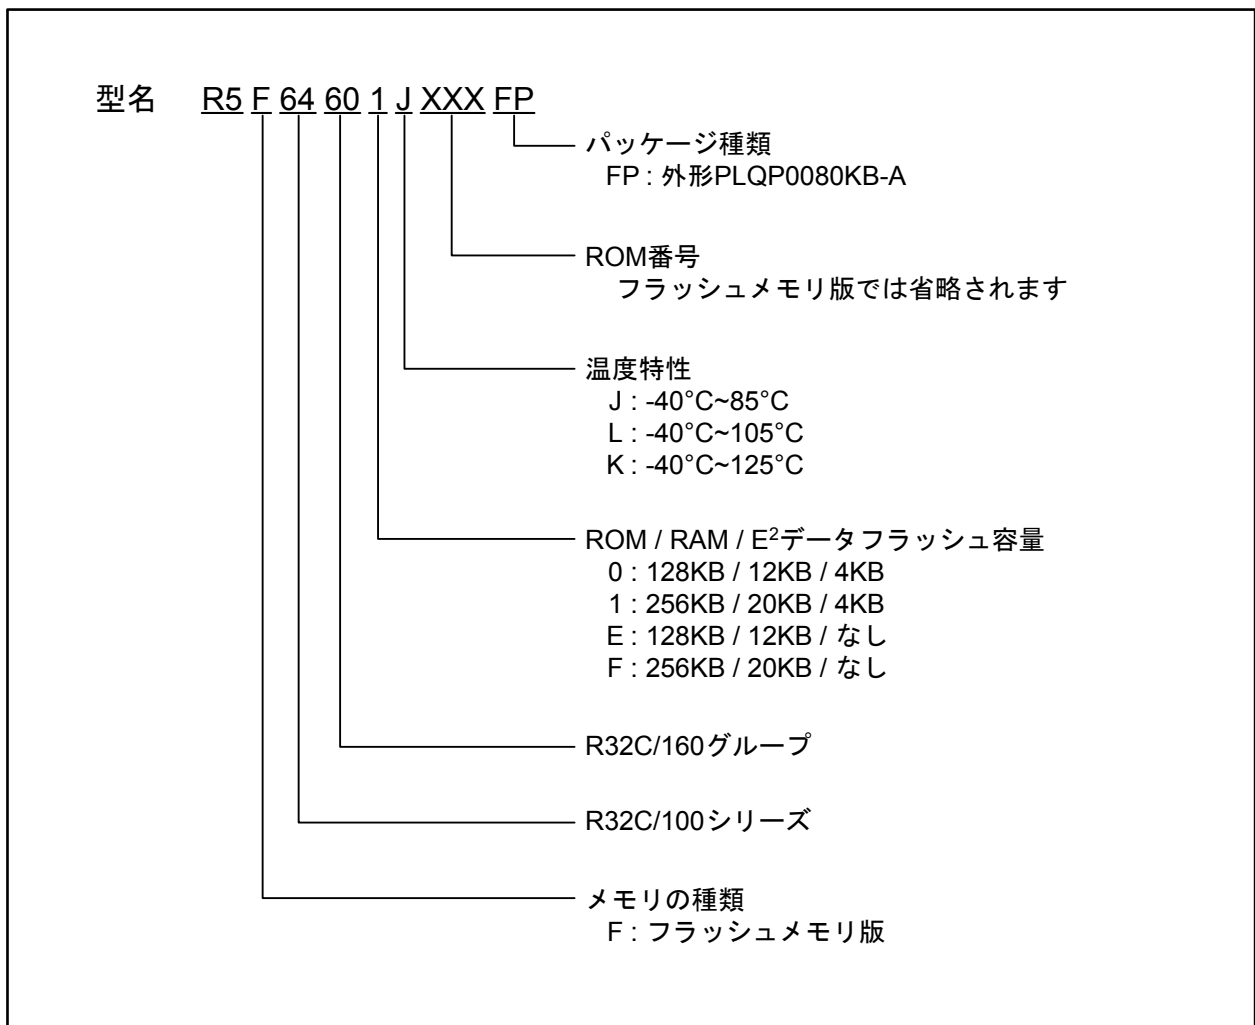 型名 R5 F 64 60 1 J XXX FP
パッケージ種類
FP : 外形PLQP0080KB-A
ROM番号
フラッシュメモリ版では省略されます
温度特性
J : -40°C~85°C
L : -40°C~105°C
K : -40°C~125°C
ROM / RAM / E²データフラッシュ容量
0 : 128KB / 12KB / 4KB
1 : 256KB / 20KB / 4KB
E : 128KB / 12KB / なし
F : 256KB / 20KB / なし
R32C/160グループ
R32C/100シリーズ
メモリの種類
F : フラッシュメモリ版